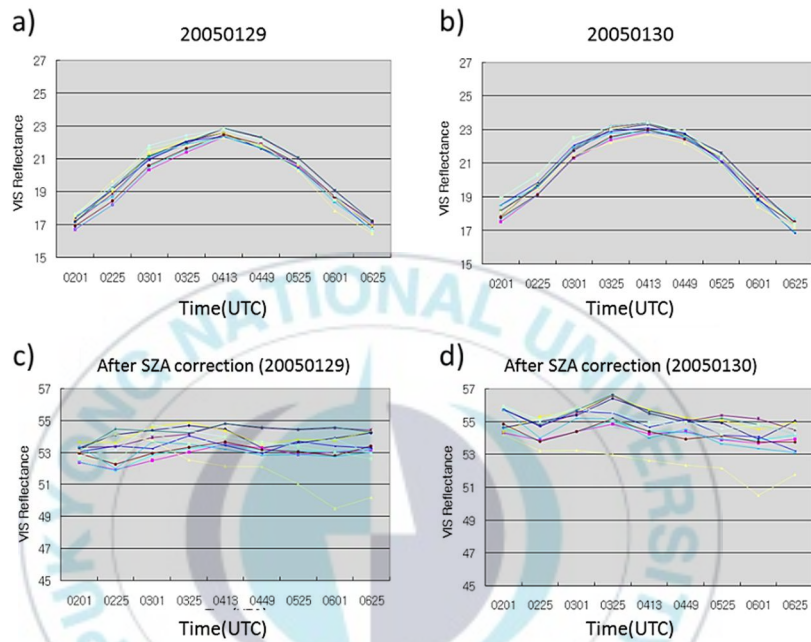 a)
20050129
VIS Reflectance
27
25
23
21
19
17
15
0201 0225 0301 0325 0413 0449 0525 0601 0625
Time(UTC)
b)
20050130
VIS Reflectance
27
25
23
21
19
17
15
0201 0225 0301 0325 0413 0449 0525 0601 0625
Time(UTC)
c)
After SZA correction (20050129)
VIS Reflectance
57
55
53
51
49
47
45
0201 0225 0301 0325 0413 0449 0525 0601 0625
Time(UTC)
d)
After SZA correction (20050130)
VIS Reflectance
57
55
53
51
49
47
45
0201 0225 0301 0325 0413 0449 0525 0601 0625
Time(UTC)
PUKYONG NATIONAL UNIVERSIT